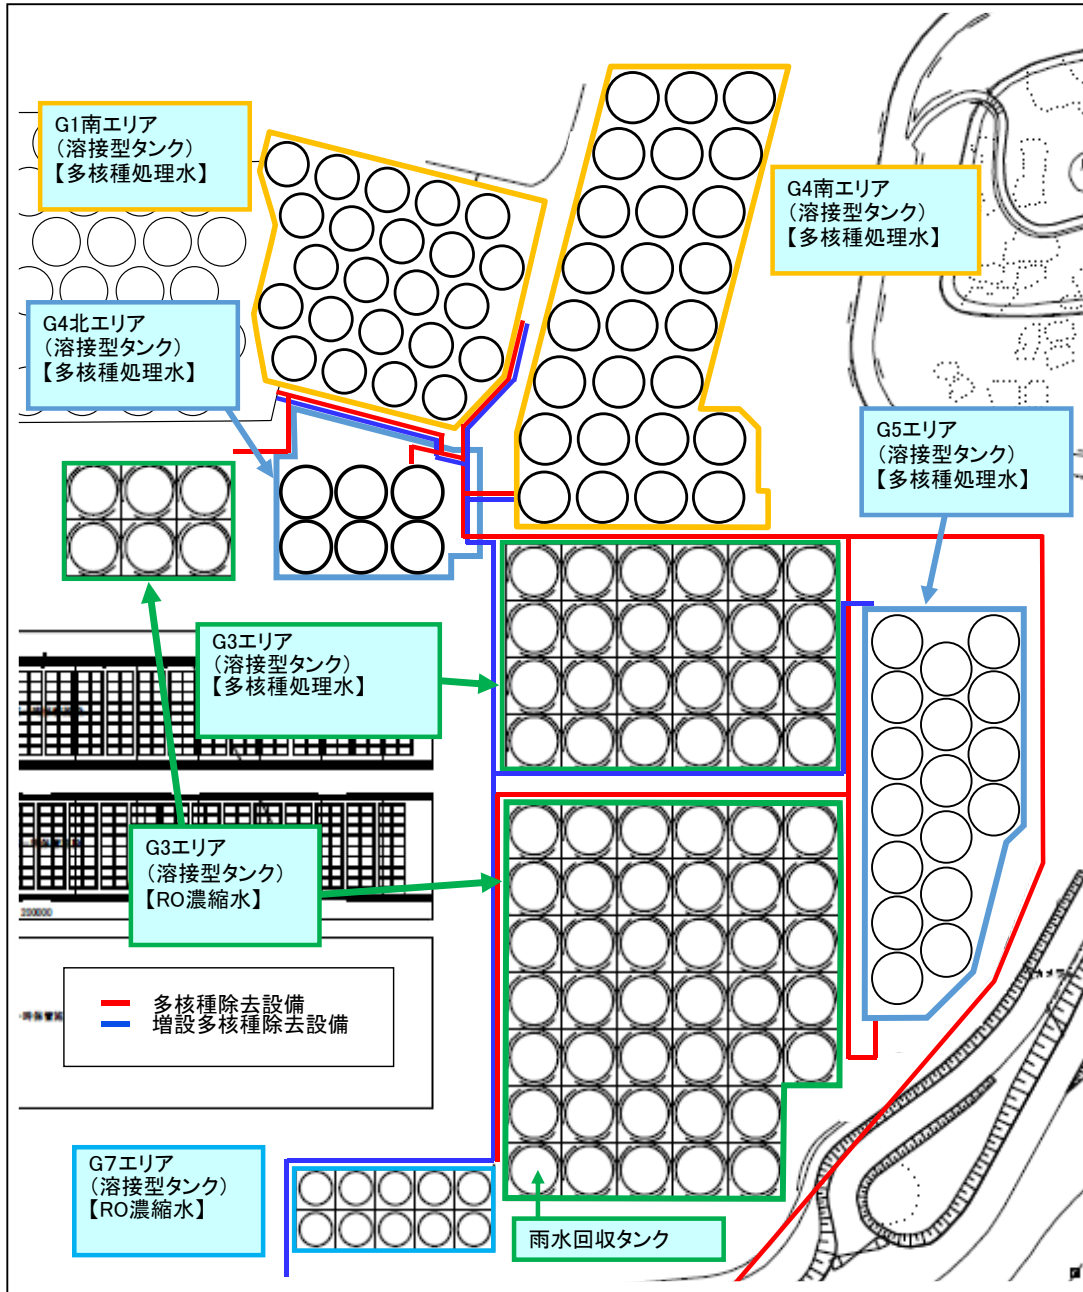 G1南エリア
（溶接型タンク）
【多核種処理水】
G4南エリア
（溶接型タンク）
【多核種処理水】
G4北エリア
（溶接型タンク）
【多核種処理水】
G5エリア
（溶接型タンク）
【多核種処理水】
G3エリア
（溶接型タンク）
【多核種処理水】
G3エリア
（溶接型タンク）
【RO濃縮水】
200000
多核種除去設備
増設多核種除去設備
G7エリア
（溶接型タンク）
【RO濃縮水】
雨水回収タンク